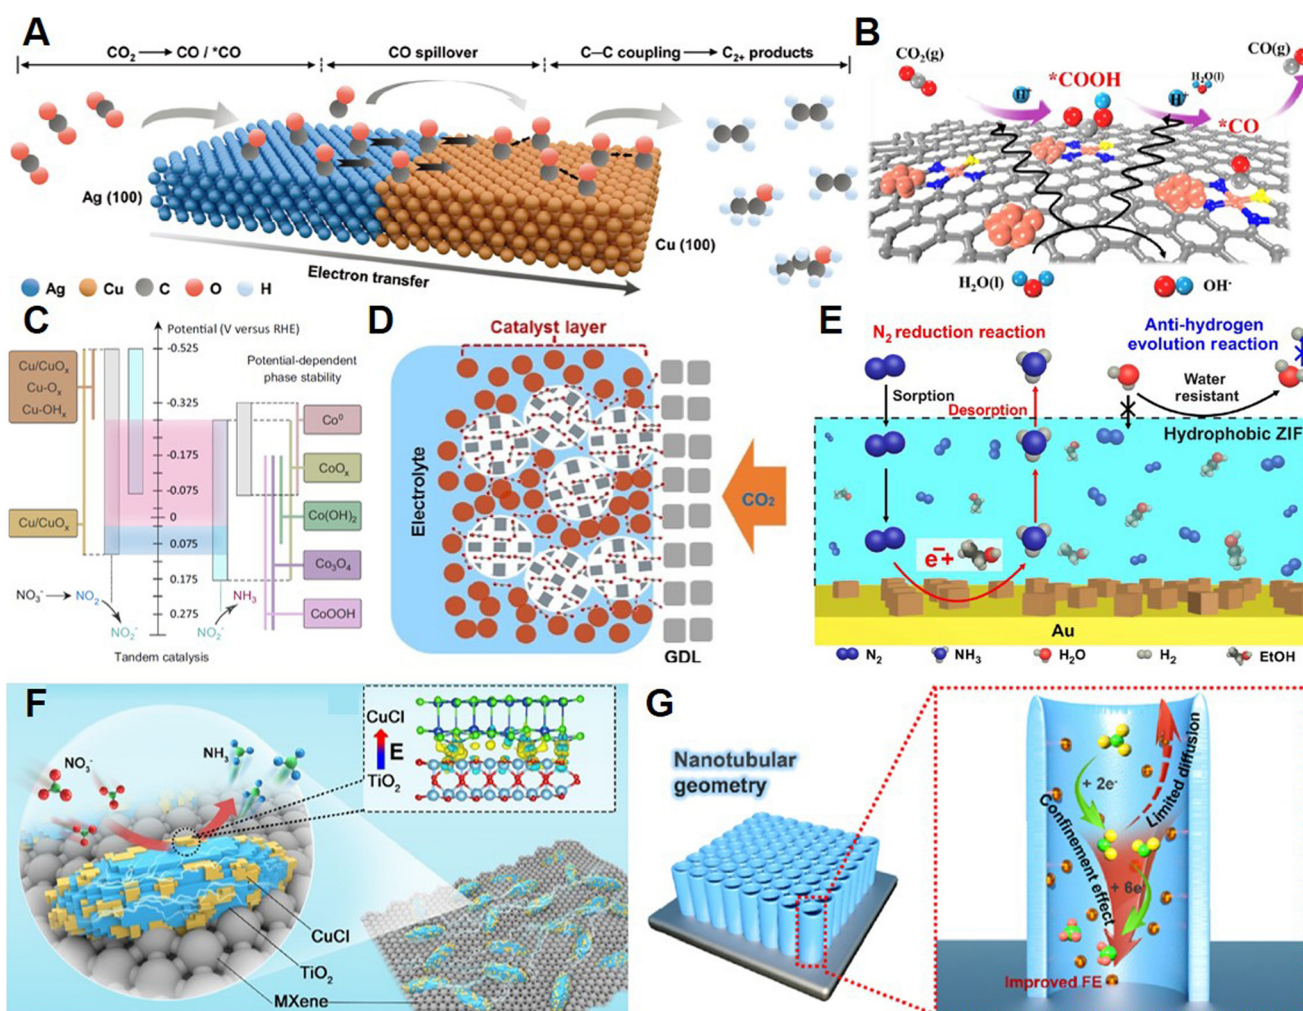 A
CO₂ → CO / *CO
CO spillover
C–C coupling → C₂₊ products
Ag (100)
Cu (100)
Electron transfer
Ag
Cu
C
O
H
B
CO₂(g)
CO(g)
*COOH
H⁺
H⁺
H₂O(l)
*CO
H₂O(l)
OH⁻
C
Potential (V versus RHE)
-0.525
-0.325
-0.175
-0.075
0
0.075
0.175
0.275
Cu/CuOₓ
Cu-Oₓ
Cu-OHₓ
Cu/CuOₓ
Potential-dependent
phase stability
Co⁰
CoOₓ
Co(OH)₂
Co₃O₄
CoOOH
NO₃⁻ → NO₂
NO₂⁻
NO₂⁻
NH₃
Tandem catalysis
D
Catalyst layer
Electrolyte
CO₂
GDL
E
N₂ reduction reaction
Anti-hydrogen
evolution reaction
Sorption
Desorption
Water
resistant
Hydrophobic ZIF
e⁻+
Au
N₂
NH₃
H₂O
H₂
EtOH
F
NO₃⁻
NH₃
CuCl
E
TiO₂
CuCl
TiO₂
MXene
G
Nanotubular
geometry
+ 2e⁻
Limited diffusion
Confinement effect
+ 6e⁻
Improved FE